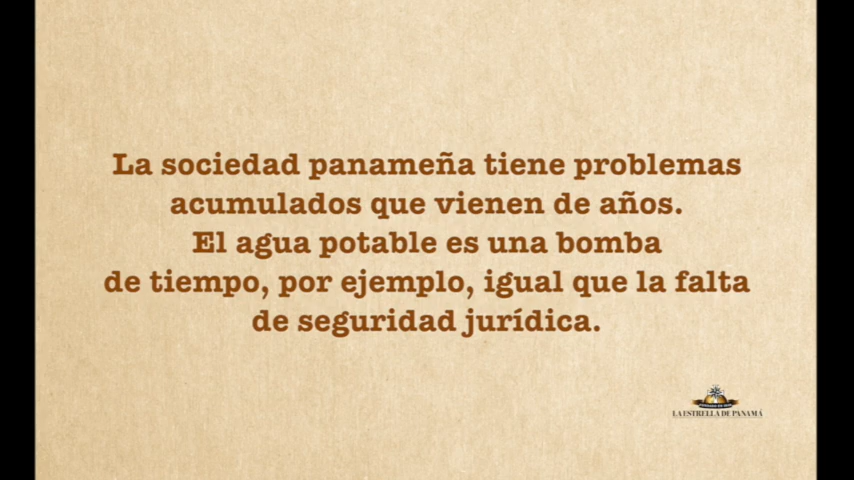 La sociedad panameña tiene problemas
acumulados que vienen de años.
El agua potable es una bomba
de tiempo, por ejemplo, igual que la falta
de seguridad jurídica.
LA ESTRELLA DE PANAMÁ